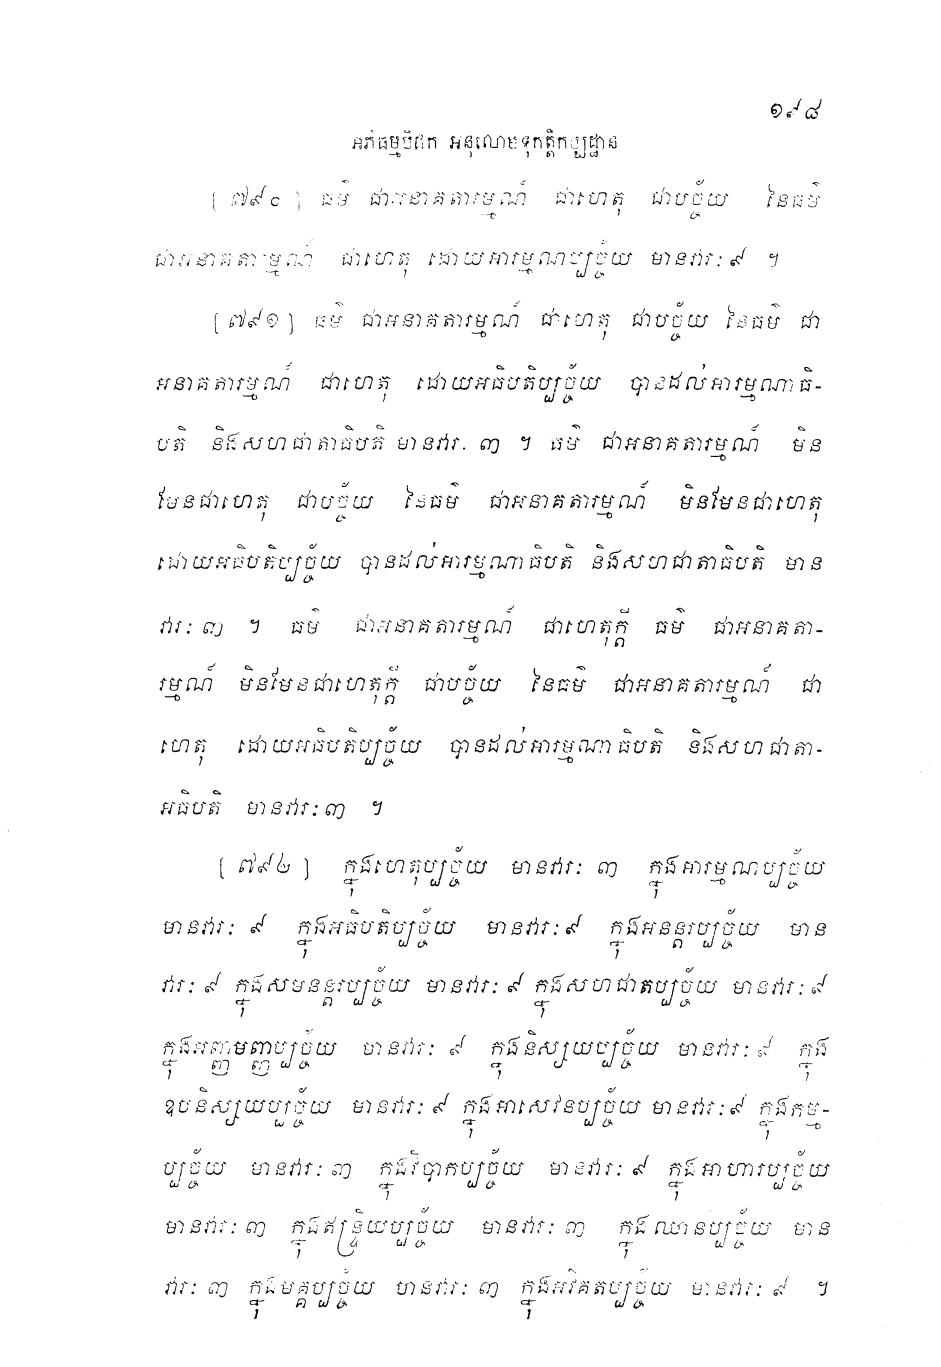 ១៩៨
អភិធម្មបិដក អនុលោមទុកត្តិកប្បដ្ឋាន
[៧៩០] ធម៌ ជាអនាគតារម្មណ៍ ជាហេតុ ជាបច្ច័យ នៃធម៌
ជាអនាគតារម្មណ៍ ជាហេតុ ដោយអារម្មណប្បច្ច័យ មានវារៈ៩ ។
[៧៩១] ធម៌ ជាអនាគតារម្មណ៍ ជាហេតុ ជាបច្ច័យ នៃធម៌ ជា
អនាគតារម្មណ៍ ជាហេតុ ដោយអធិបតិប្បច្ច័យ បានដល់អារម្មណាធិ-
បតិ និងសហជាតាធិបតិ មានវារៈ ៣ ។ ធម៌ ជាអនាគតារម្មណ៍ មិន
មែនជាហេតុ ជាបច្ច័យ នៃធម៌ ជាអនាគតារម្មណ៍ មិនមែនជាហេតុ
ដោយអធិបតិប្បច្ច័យ បានដល់អារម្មណាធិបតិ និងសហជាតាធិបតិ មាន
វារៈ ៣ ។ ធម៌ ជាអនាគតារម្មណ៍ ជាហេតុក្តី ធម៌ ជាអនាគតា-
រម្មណ៍ មិនមែនជាហេតុក្តី ជាបច្ច័យ នៃធម៌ ជាអនាគតារម្មណ៍ ជា
ហេតុ ដោយអធិបតិប្បច្ច័យ បានដល់អារម្មណាធិបតិ និងសហជាតា-
អធិបតិ មានវារៈ៣ ។
[៧៩២] ក្នុងហេតុប្បច្ច័យ មានវារៈ ៣ ក្នុងអារម្មណប្បច្ច័យ
មានវារៈ ៩ ក្នុងអធិបតិប្បច្ច័យ មានវារៈ៩ ក្នុងអនន្តរប្បច្ច័យ មាន
វារៈ ៩ ក្នុងសមនន្តរប្បច្ច័យ មានវារៈ ៩ ក្នុងសហជាតប្បច្ច័យ មានវារៈ ៩
ក្នុងអញ្ញមញ្ញប្បច្ច័យ មានវារៈ ៩ ក្នុងនិស្សយប្បច្ច័យ មានវារៈ ៩ ក្នុង
ឧបនិស្សយប្បច្ច័យ មានវារៈ ៩ ក្នុងអាសេវនប្បច្ច័យ មានវារៈ៩ ក្នុងកម្ម-
ប្បច្ច័យ មានវារៈ ៣ ក្នុងវិបាកប្បច្ច័យ មានវារៈ ៩ ក្នុងអាហារប្បច្ច័យ
មានវារៈ ៣ ក្នុងឥន្ទ្រិយប្បច្ច័យ មានវារៈ ៣ ក្នុងឈានប្បច្ច័យ មាន
វារៈ ៣ ក្នុងមគ្គប្បច្ច័យ មានវារៈ ៣ ក្នុងអវិគតប្បច្ច័យ មានវារៈ ៩ ។